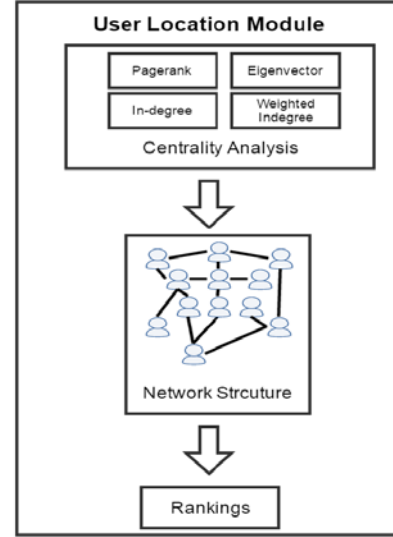 User Location Module
Pagerank
Eigenvector
In-degree
Weighted
Indegree
Centrality Analysis
Network Strcuture
Rankings